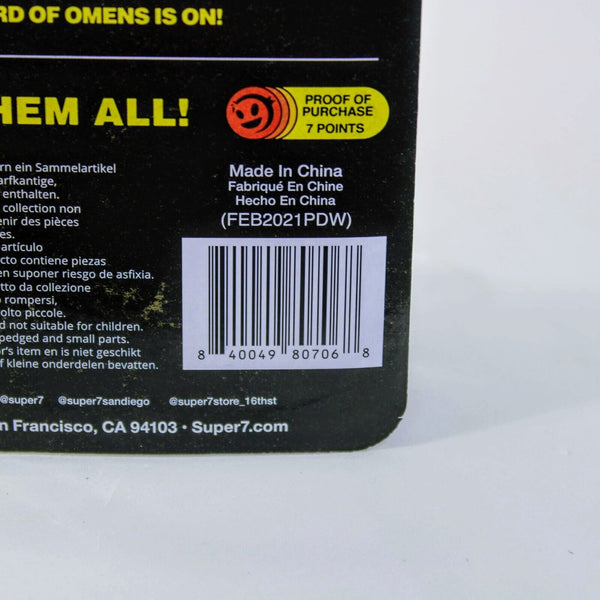 RD OF OMENS IS ON!
HEM ALL!
PROOF OF
PURCHASE
7 POINTS
Made In China
Fabriqué En Chine
Hecho En China
(FEB2021PDW)
rn ein Sammelartikel
arfkantige,
enthalten.
collection non
enir des pièces
es.
artículo
cto contiene piezas
en suponer riesgo de asfixia.
tto da collezione
rompersi,
olto piccole.
d not suitable for children.
pedged and small parts.
r's item en is niet geschikt
f kleine onderdelen bevatten.
8 40049 80706 8
@super7 @super7sandiego @super7store_16thst
n Francisco, CA 94103 • Super7.com